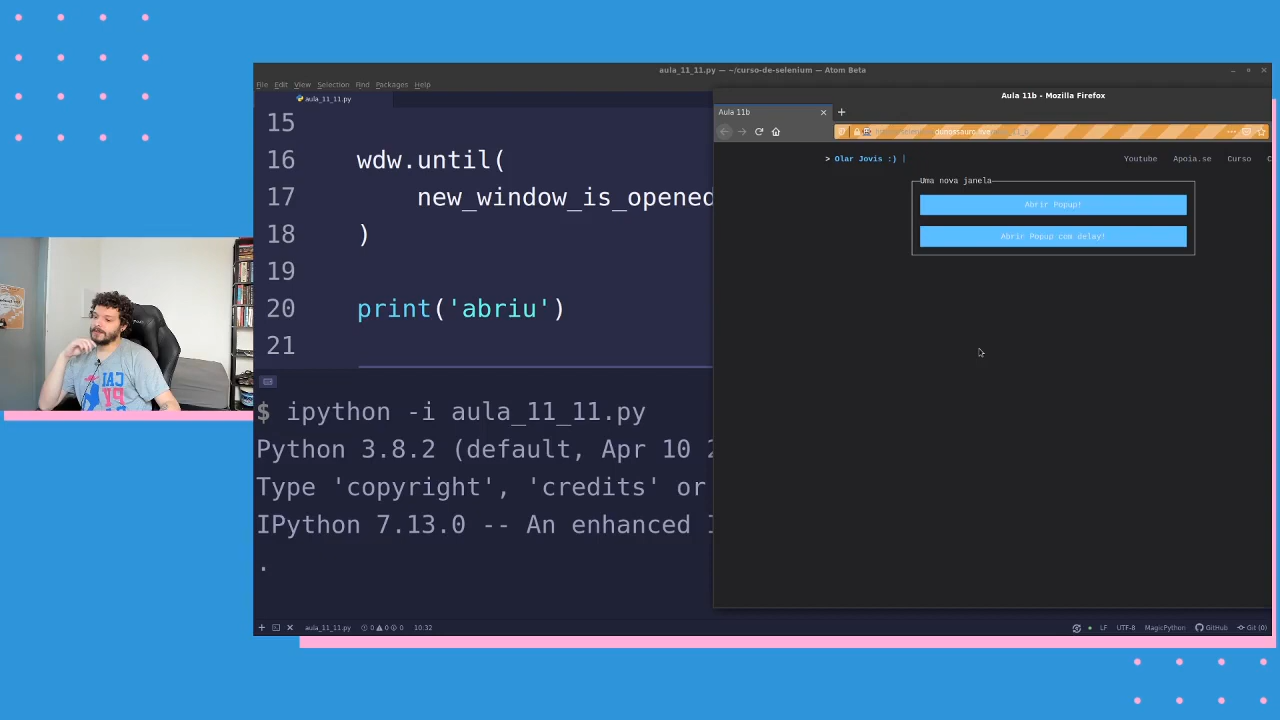 aula_11_11.py — ~/curso-de-selenium — Atom Beta
File Edit View Selection Find Packages Help
aula_11_11.py
15
16 wdw.until(
17 new_window_is_opened
18 )
19
20 print('abriu')
21
$ ipython -i aula_11_11.py
Python 3.8.2 (default, Apr 10 2
Type 'copyright', 'credits' or
IPython 7.13.0 -- An enhanced I
.
aula_11_11.py 0 0 0 10:32
LF UTF-8 MagicPython GitHub Git (0)
Aula 11b - Mozilla Firefox
Aula 11b
dunossauro.live
> Olar Jovis :) |
Youtube Apoia.se Curso C
Uma nova janela
Abrir Popup!
Abrir Popup com delay!